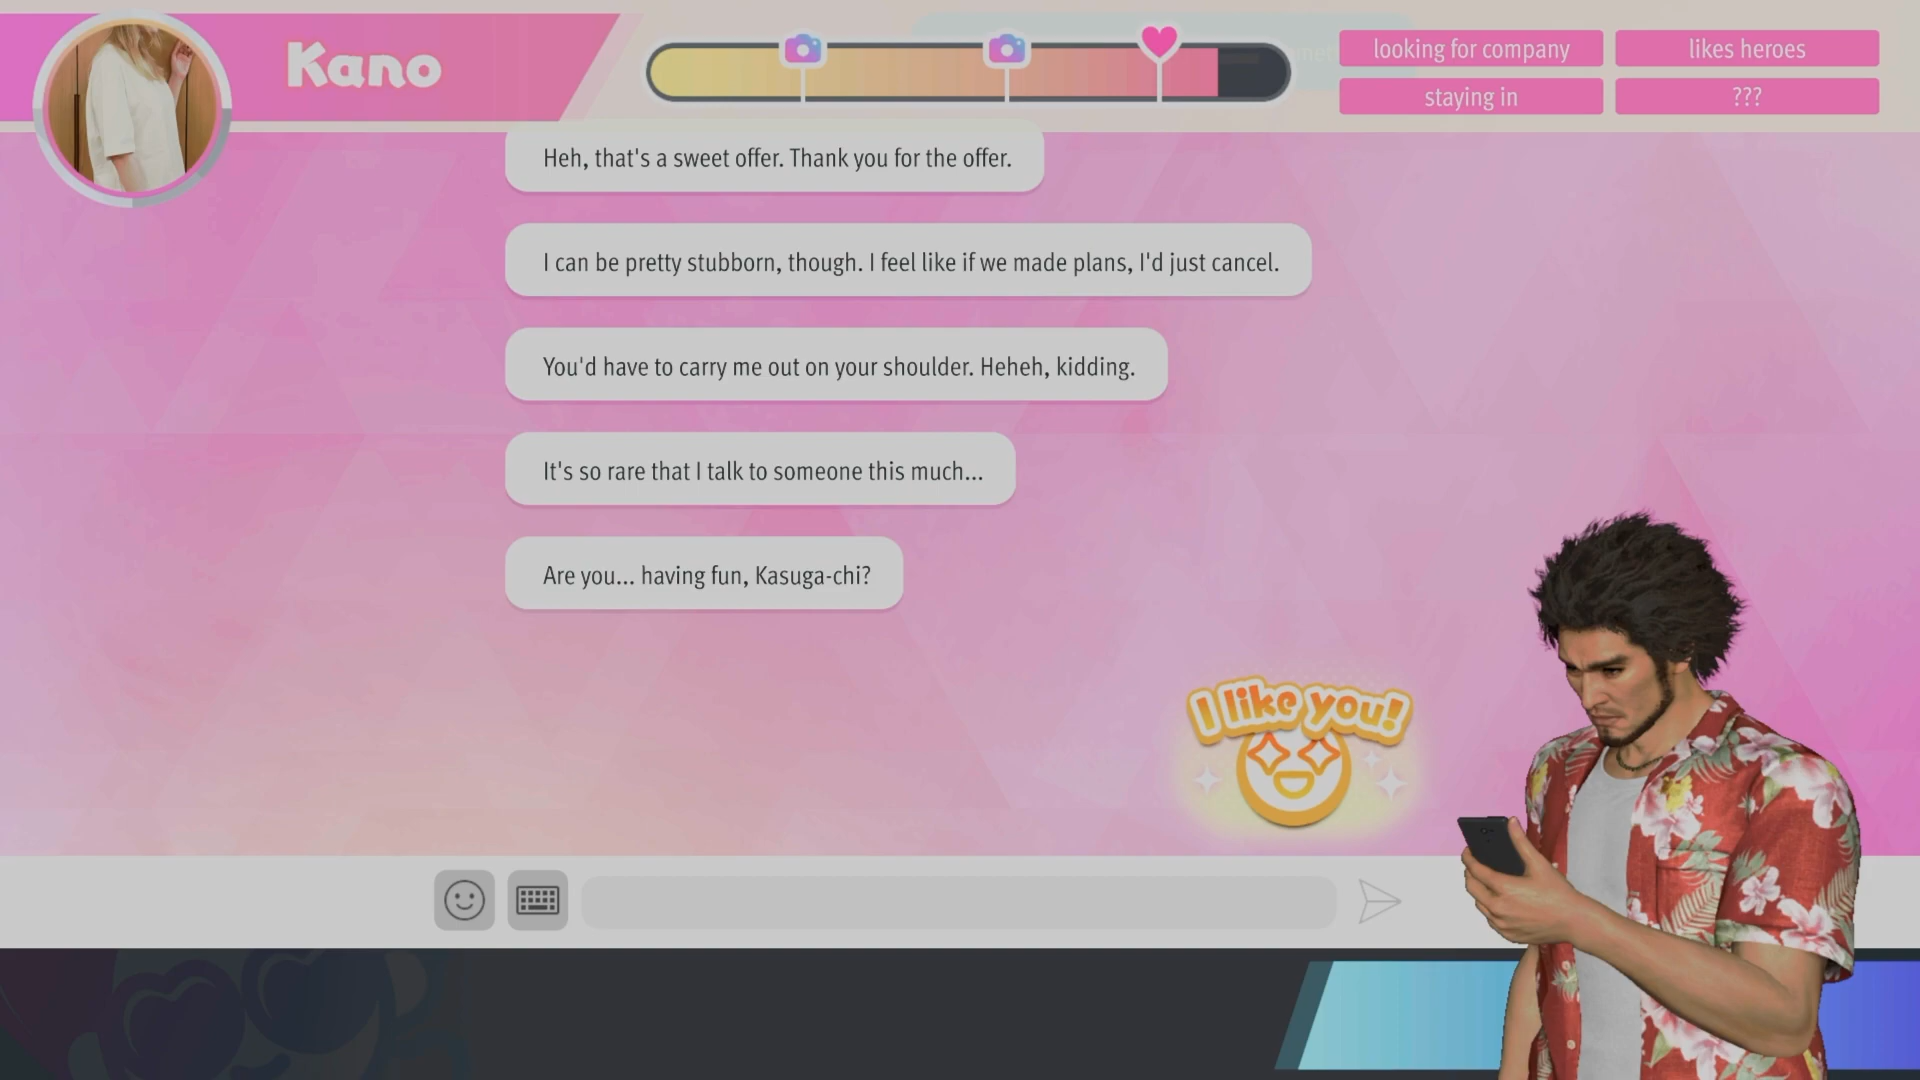 Kano
looking for company
likes heroes
staying in
???
Heh, that's a sweet offer. Thank you for the offer.
I can be pretty stubborn, though. I feel like if we made plans, I'd just cancel.
You'd have to carry me out on your shoulder. Heheh, kidding.
It's so rare that I talk to someone this much...
Are you... having fun, Kasuga-chi?
I like you!